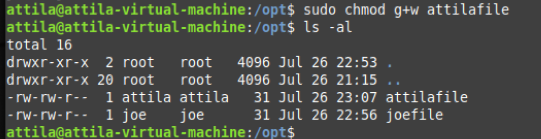 attila@attila-virtual-machine:/opt$ sudo chmod g+w attilafile
attila@attila-virtual-machine:/opt$ ls -al
total 16
drwxr-xr-x  2 root   root   4096 Jul 26 22:53 .
drwxr-xr-x 20 root   root   4096 Jul 26 21:15 ..
-rw-rw-r--  1 attila attila   31 Jul 26 23:07 attilafile
-rw-rw-r--  1 joe    joe      31 Jul 26 22:56 joefile
attila@attila-virtual-machine:/opt$